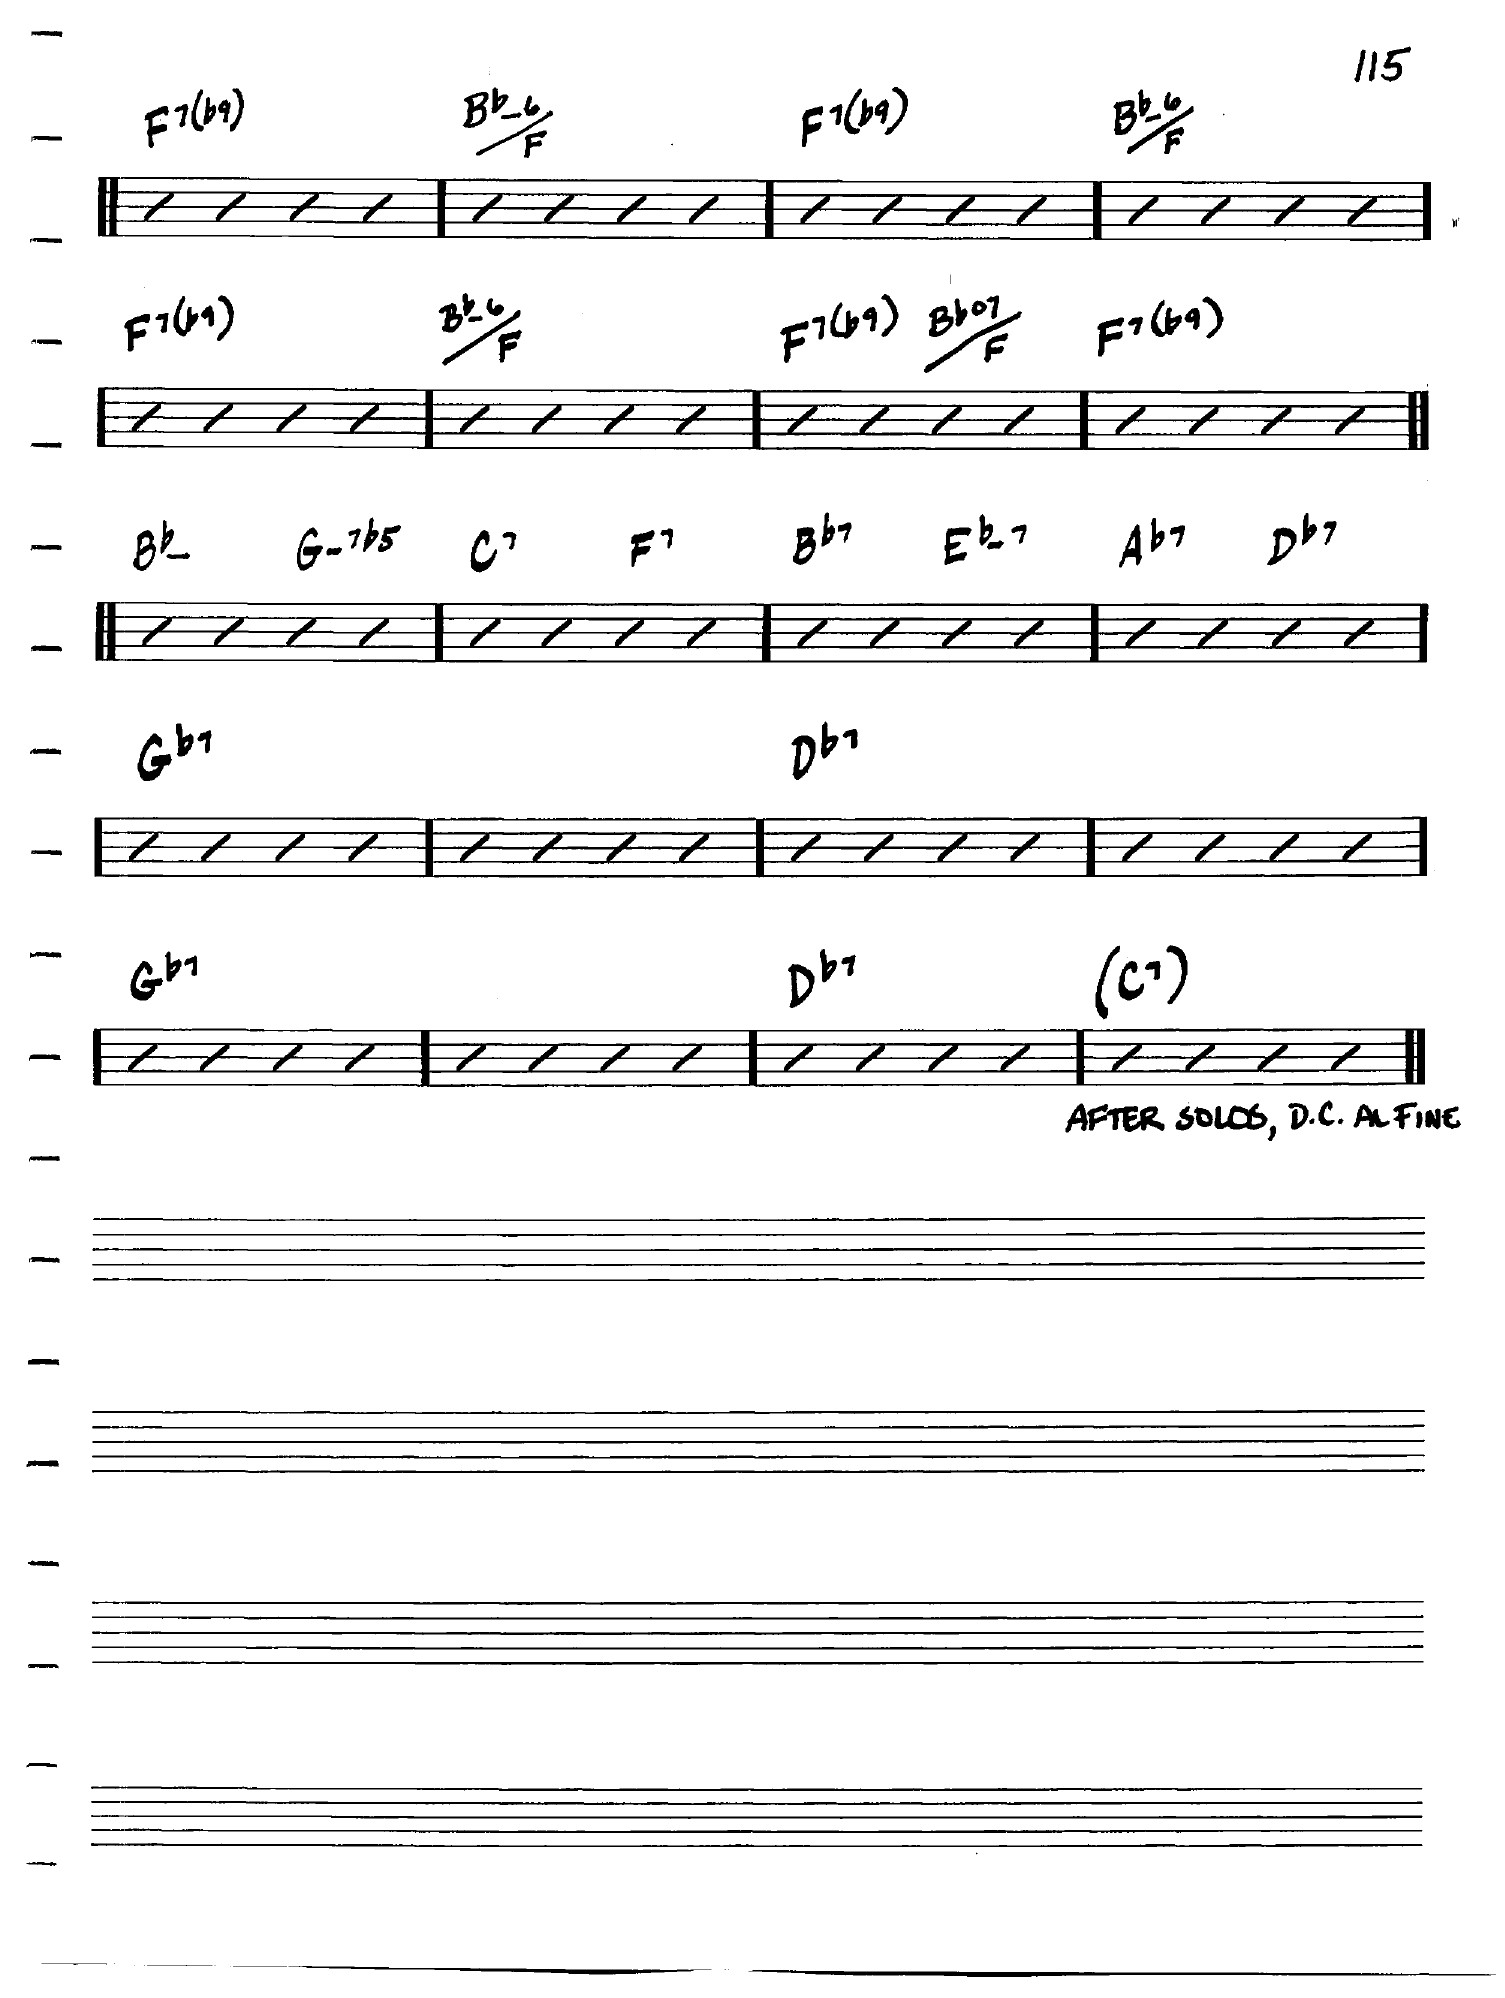 115
F7(b9) Bb-6/F F7(b9) Bb-6/F
F7(b9) Bb-6/F F7(b9) Bbo7/F F7(b9)
Bb- G-7b5 C7 F7 Bb7 Eb-7 Ab7 Db7
Gb7 Db7
Gb7 Db7 (C7)
AFTER SOLOS, D.C. AL FINE